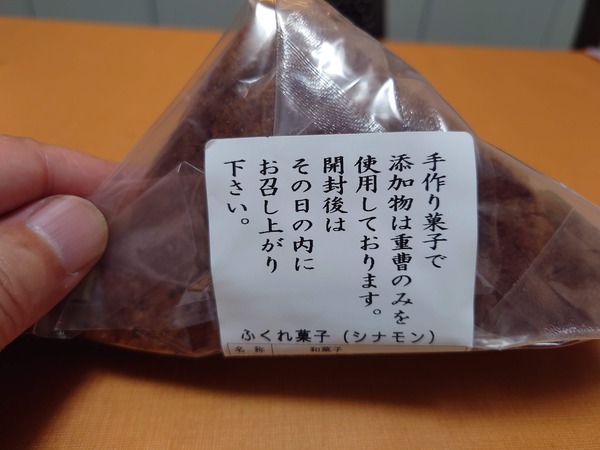 手作り菓子で
添加物は重曹のみを
使用しております。
開封後は
その日の内に
お召し上がり
下さい。
ふくれ菓子(シナモン)
名称 和菓子